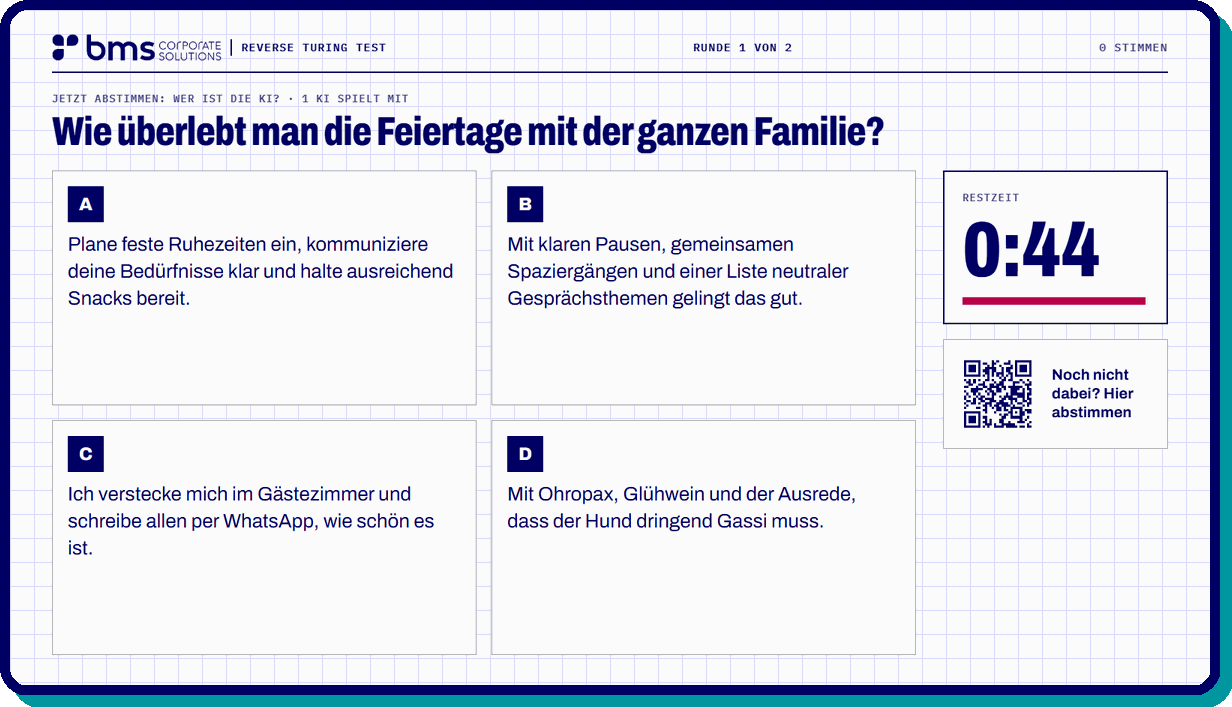 bms CORPORATE SOLUTIONS | REVERSE TURING TEST
RUNDE 1 VON 2
0 STIMMEN
JETZT ABSTIMMEN: WER IST DIE KI? · 1 KI SPIELT MIT
Wie überlebt man die Feiertage mit der ganzen Familie?
A
Plane feste Ruhezeiten ein, kommuniziere
deine Bedürfnisse klar und halte ausreichend
Snacks bereit.
B
Mit klaren Pausen, gemeinsamen
Spaziergängen und einer Liste neutraler
Gesprächsthemen gelingt das gut.
C
Ich verstecke mich im Gästezimmer und
schreibe allen per WhatsApp, wie schön es
ist.
D
Mit Ohropax, Glühwein und der Ausrede,
dass der Hund dringend Gassi muss.
RESTZEIT
0:44
Noch nicht
dabei? Hier
abstimmen